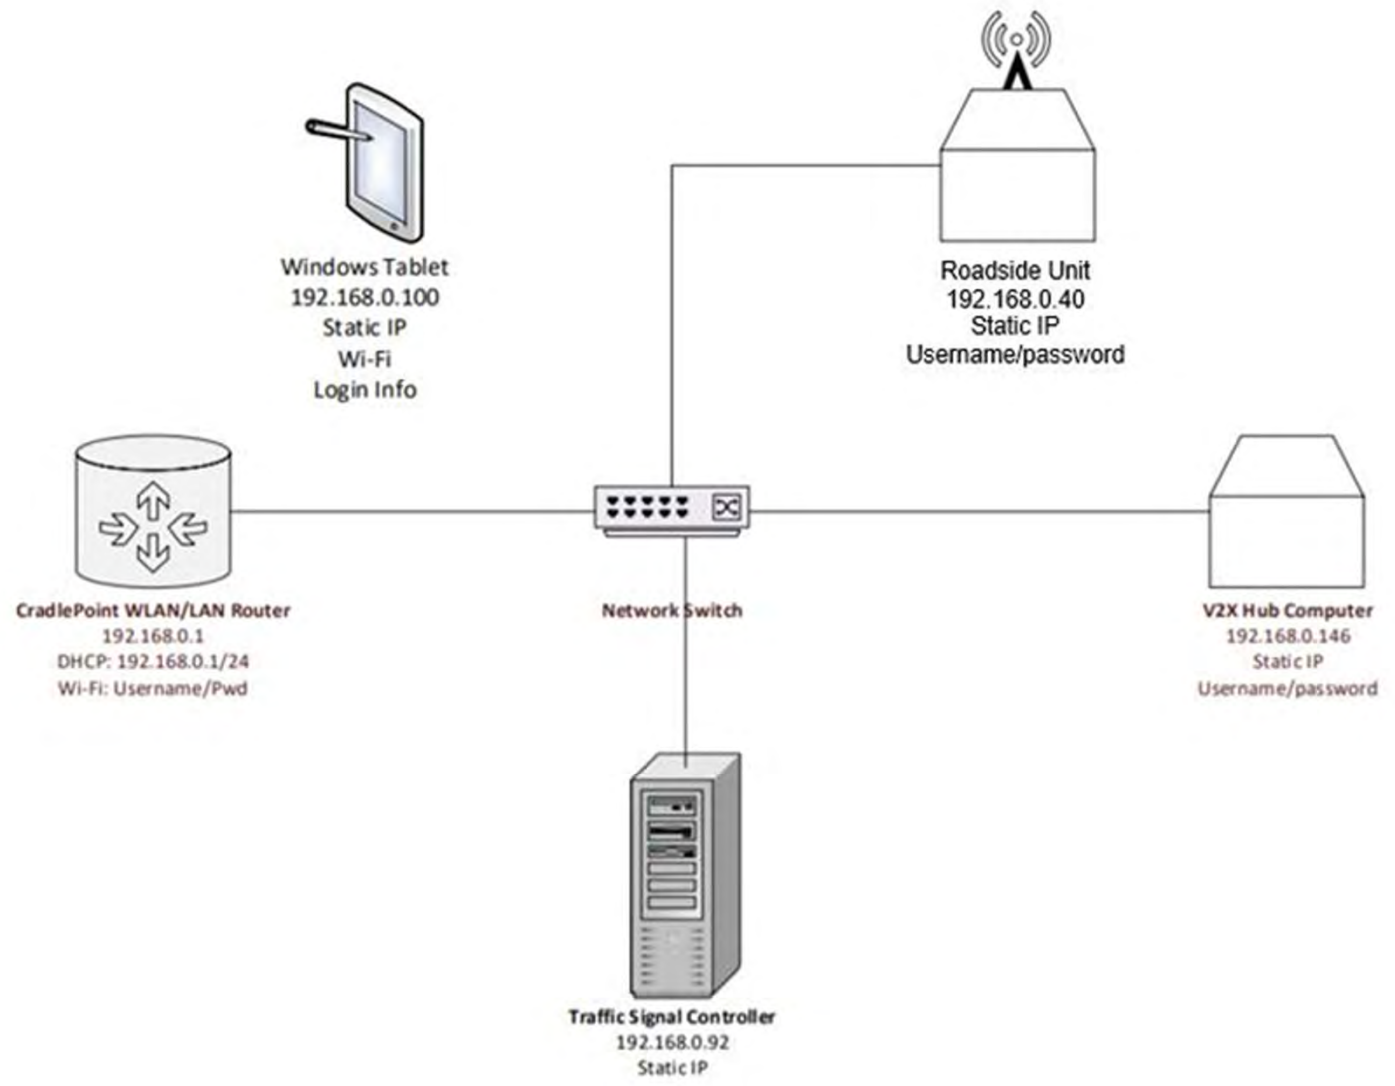 Windows Tablet
192.168.0.100
Static IP
Wi-Fi
Login Info
Roadside Unit
192.168.0.40
Static IP
Username/password
CradlePoint WLAN/LAN Router
192.168.0.1
DHCP: 192.168.0.1/24
Wi-Fi: Username/Pwd
Network Switch
V2X Hub Computer
192.168.0.146
Static IP
Username/password
Traffic Signal Controller
192.168.0.92
Static IP